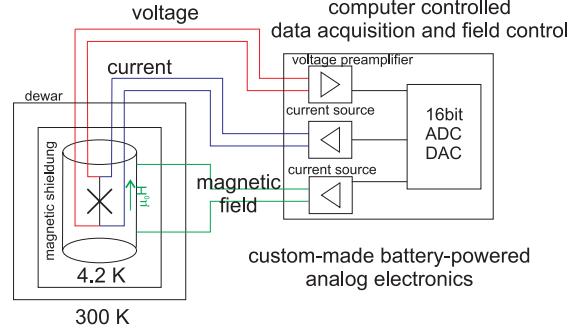 voltage
computer controlled
data acquisition and field control
voltage preamplifier
current
current source
dewar
16bit
ADC
DAC
magnetic shieldung
current source
μ₀H
magnetic
field
4.2 K
custom-made battery-powered
analog electronics
300 K